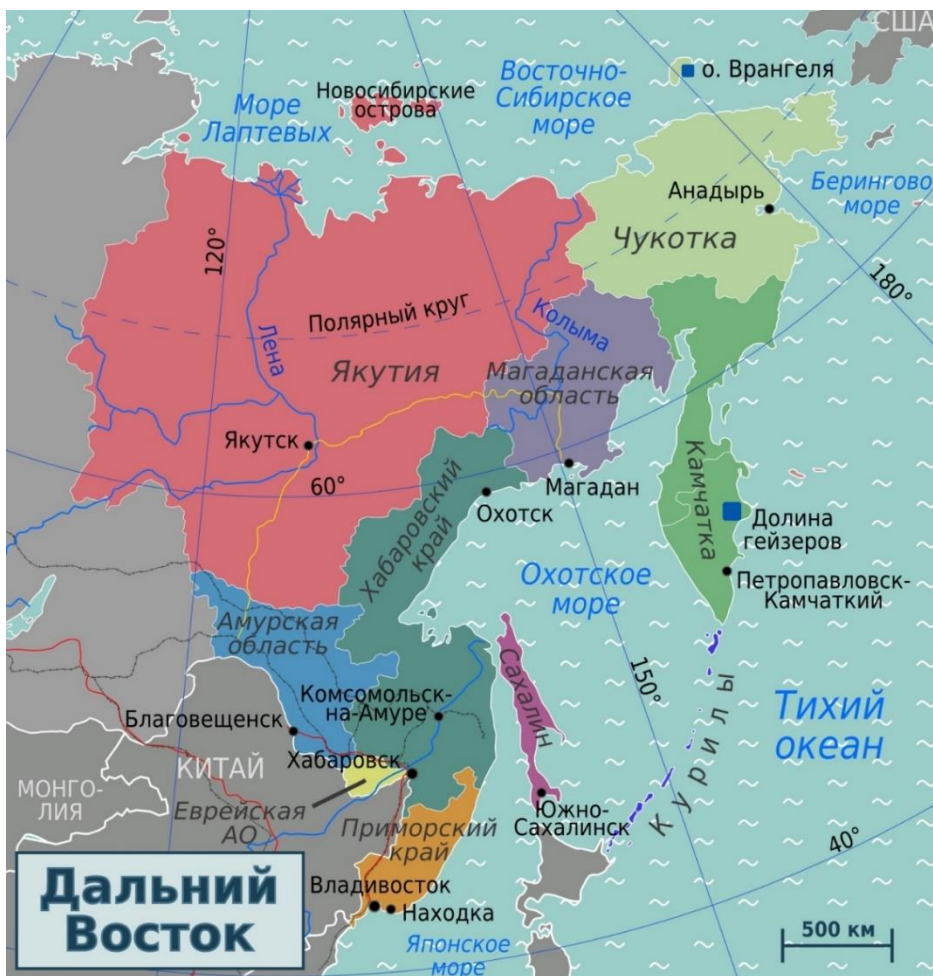 США
о. Врангеля
Восточно-
Сибирское
море
Новосибирские
острова
Море
Лаптевых
Анадырь
Берингово
море
Чукотка
120°
180°
Полярный круг
Колыма
Лена
Якутия
Магаданская
область
Якутск
60°
Магадан
Камчатка
Охотск
Хабаровский
край
Долина
гейзеров
Охотское
море
Петропавловск-
Камчаткий
Амурская
область
Сахалин
150°
Курилы
Комсомольск-
на-Амуре
Тихий
океан
Благовещенск
Хабаровск
КИТАЙ
МОНГО-
ЛИЯ
Еврейская
АО
Южно-
Сахалинск
Приморский
край
40°
Дальний
Восток
Владивосток
Находка
500 км
Японское
море